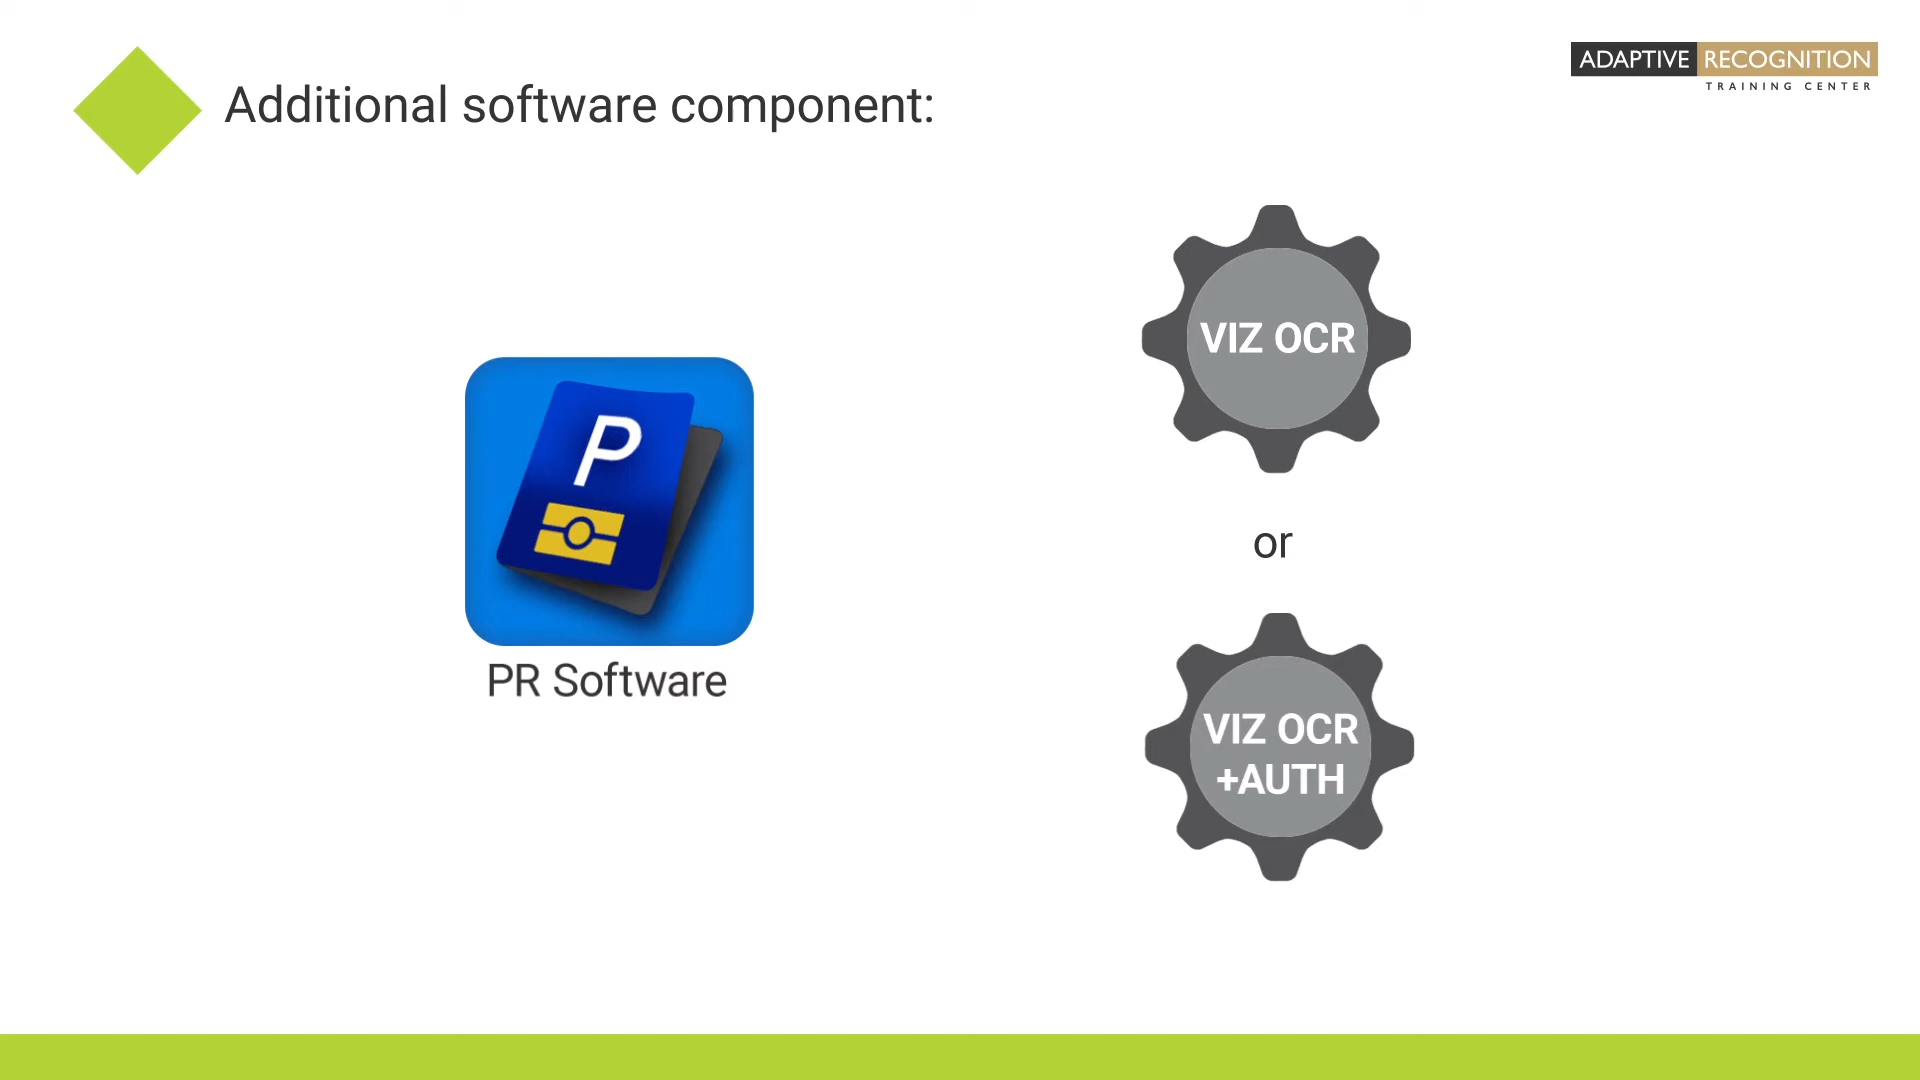 ADAPTIVE RECOGNITION
TRAINING CENTER
Additional software component:
P
PR Software
VIZ OCR
or
VIZ OCR
+AUTH